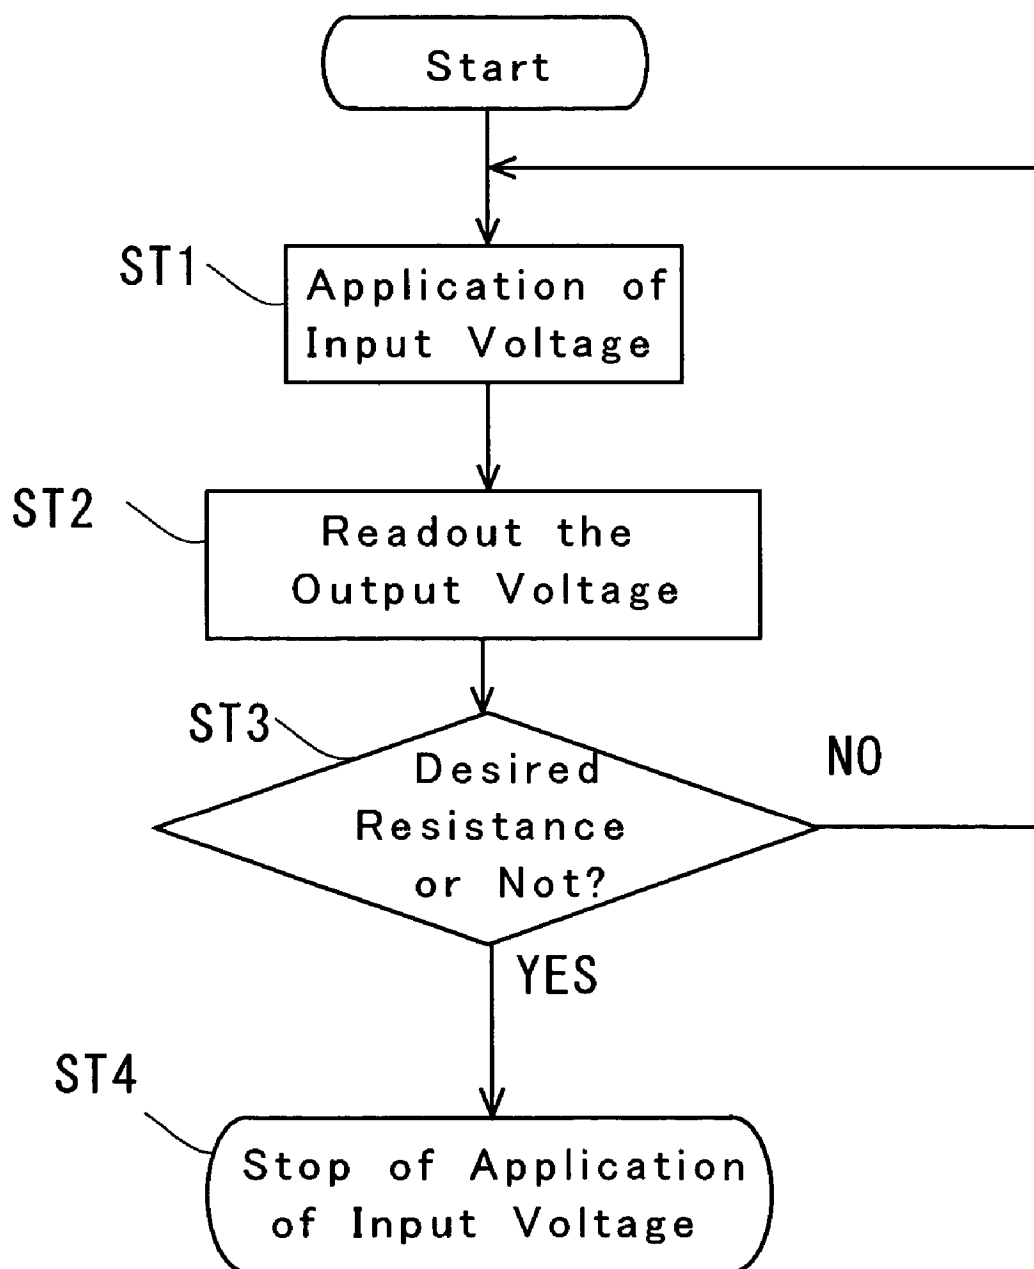 Start
ST1
Application of
Input Voltage
ST2
Readout the
Output Voltage
ST3
Desired
Resistance
or Not?
NO
YES
ST4
Stop of Application
of Input Voltage